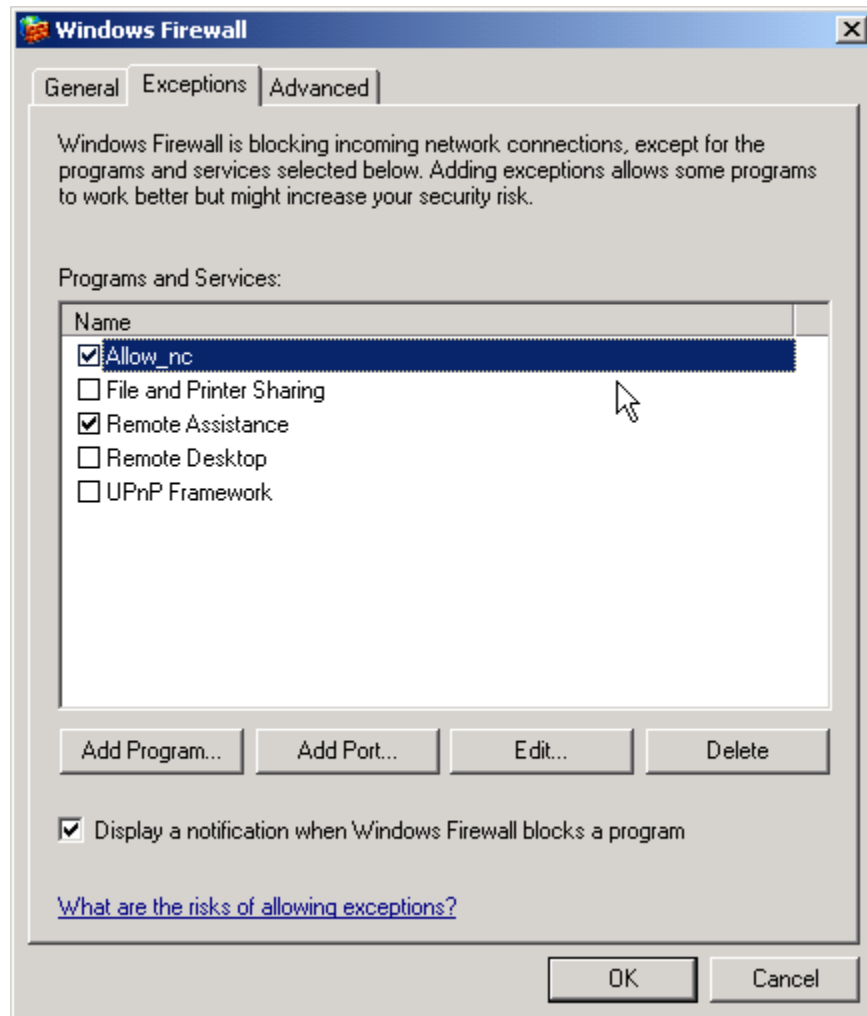 Windows Firewall
General Exceptions Advanced
Windows Firewall is blocking incoming network connections, except for the
programs and services selected below. Adding exceptions allows some programs
to work better but might increase your security risk.
Programs and Services:
Name
Allow_nc
File and Printer Sharing
Remote Assistance
Remote Desktop
UPnP Framework
Add Program... Add Port... Edit... Delete
Display a notification when Windows Firewall blocks a program
What are the risks of allowing exceptions?
OK Cancel